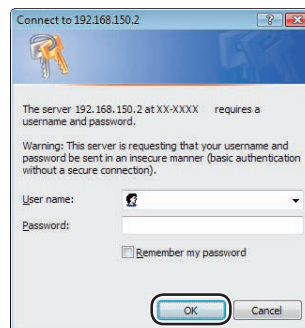 Connect to 192.168.150.2
The server 192.168.150.2 at XX-XXXX requires a
username and password.
Warning: This server is requesting that your username and
password be sent in an insecure manner (basic authentication
without a secure connection).
User name:
Password:
Remember my password
OK Cancel